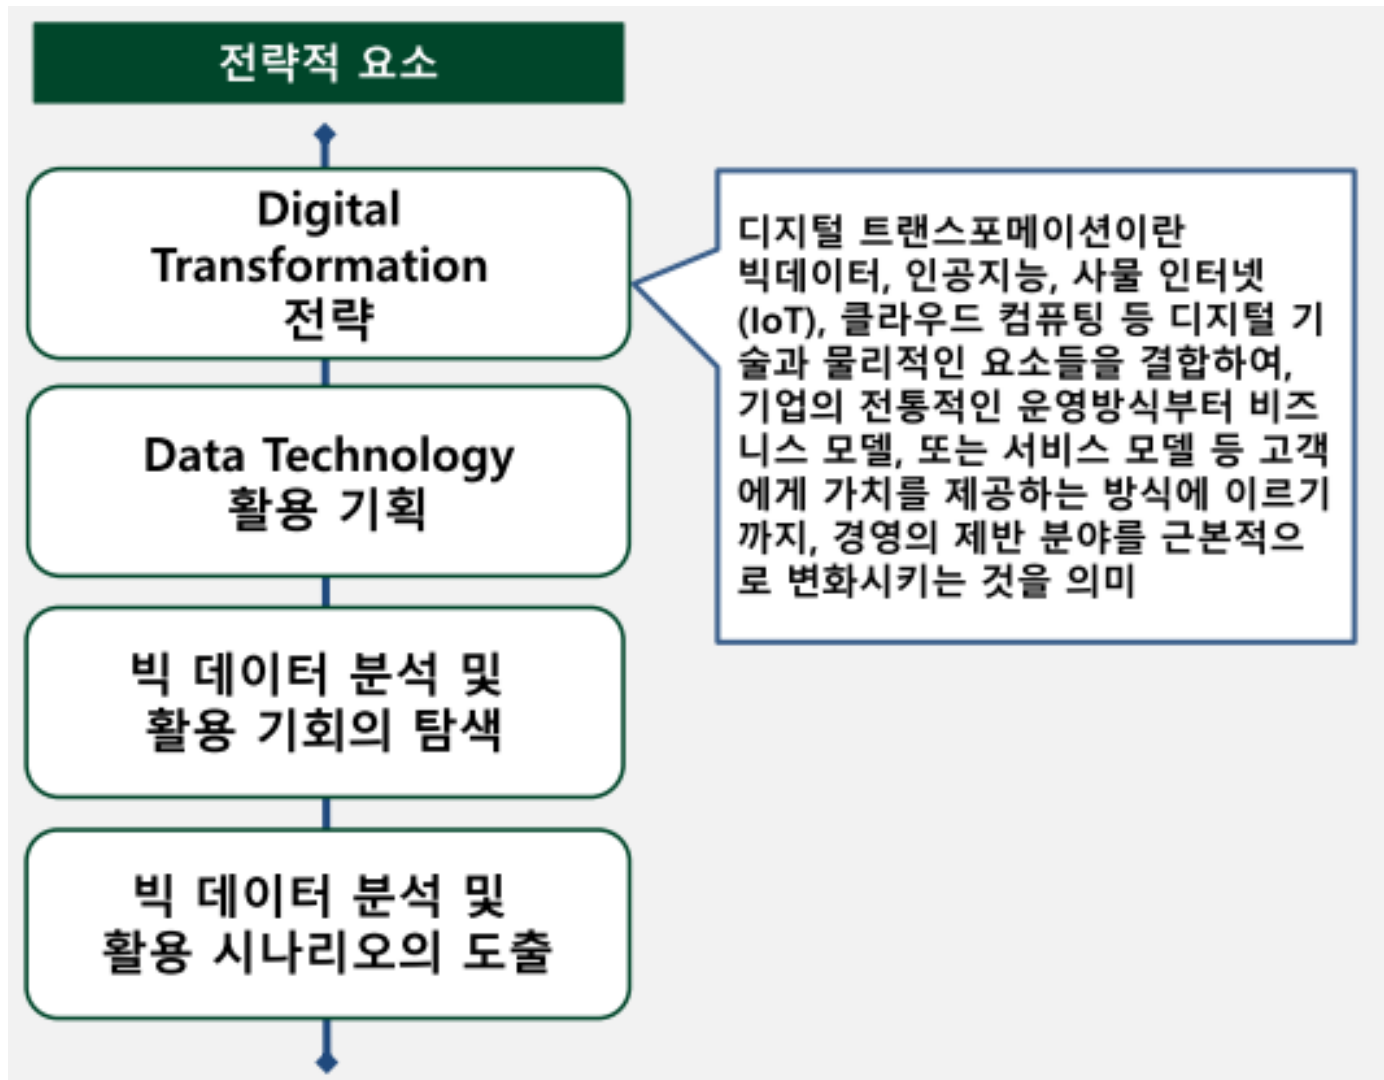 전략적 요소
Digital
Transformation
전략
디지털 트랜스포메이션이란
빅데이터, 인공지능, 사물 인터넷
(IoT), 클라우드 컴퓨팅 등 디지털 기
술과 물리적인 요소들을 결합하여,
기업의 전통적인 운영방식부터 비즈
니스 모델, 또는 서비스 모델 등 고객
에게 가치를 제공하는 방식에 이르기
까지, 경영의 제반 분야를 근본적으
로 변화시키는 것을 의미
Data Technology
활용 기획
빅 데이터 분석 및
활용 기회의 탐색
빅 데이터 분석 및
활용 시나리오의 도출